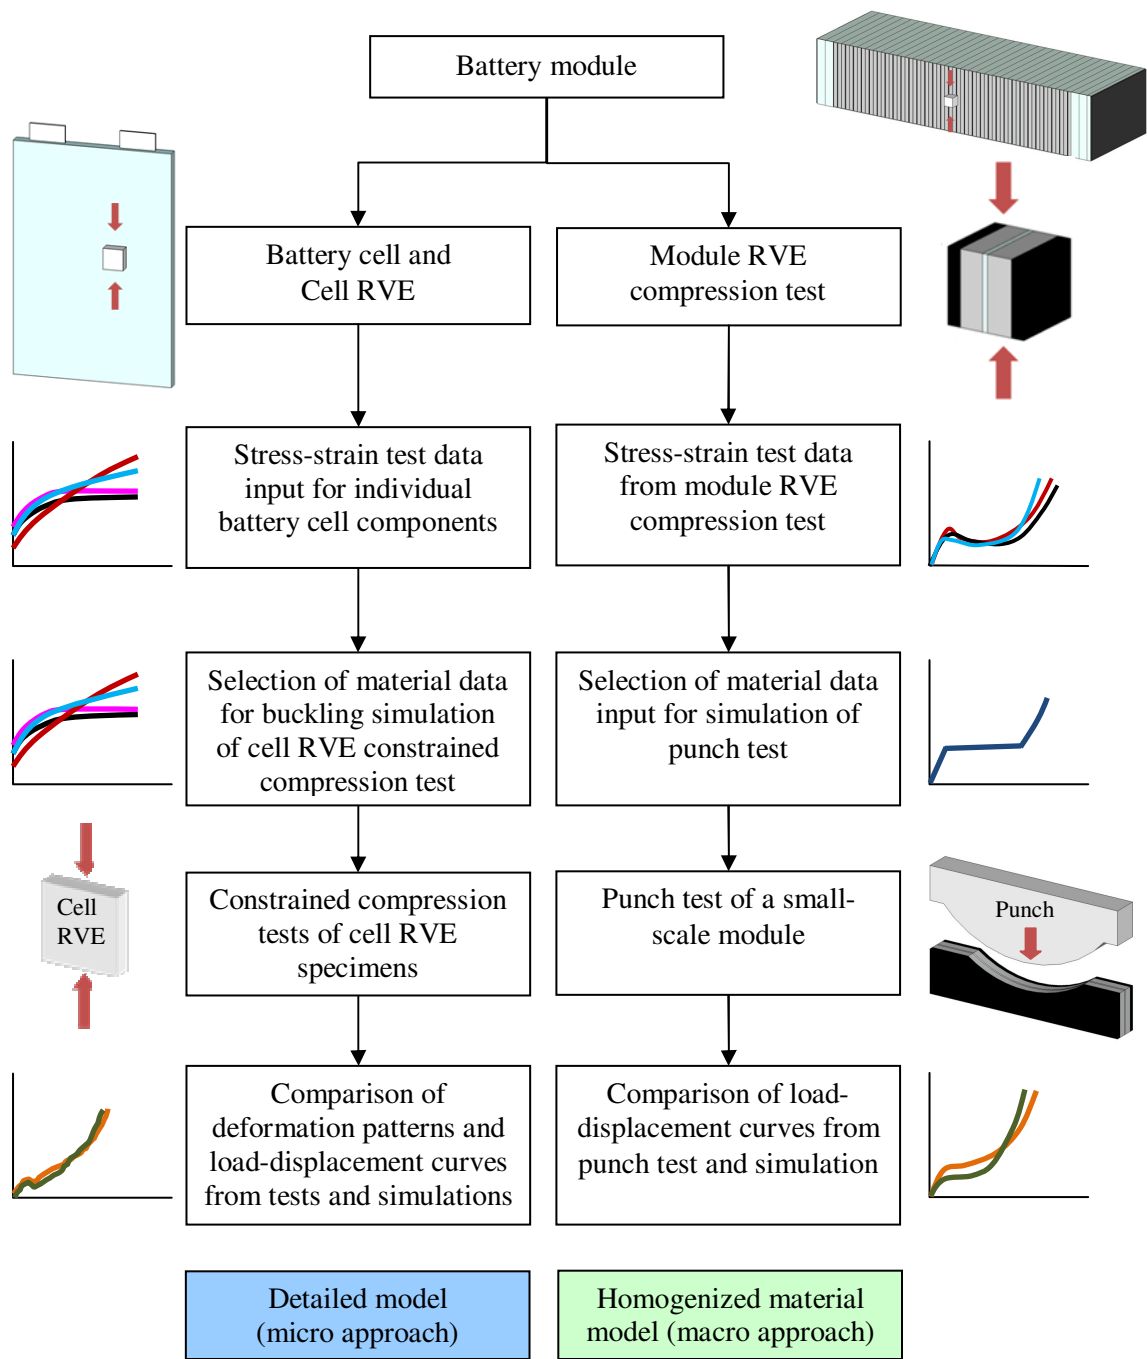 Battery module
Battery cell and
Cell RVE
Module RVE
compression test
Stress-strain test data
input for individual
battery cell components
Stress-strain test data
from module RVE
compression test
Selection of material data
for buckling simulation
of cell RVE constrained
compression test
Selection of material data
input for simulation of
punch test
Cell
RVE
Constrained compression
tests of cell RVE
specimens
Punch test of a small-
scale module
Punch
Comparison of
deformation patterns and
load-displacement curves
from tests and simulations
Comparison of load-
displacement curves from
punch test and simulation
Detailed model
(micro approach)
Homogenized material
model (macro approach)